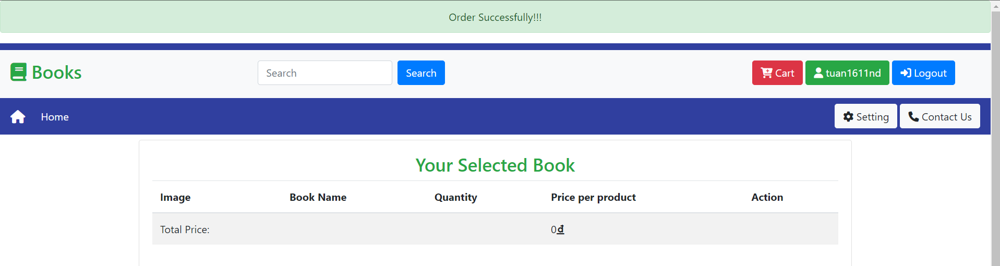 Order Successfully!!!
Books
Search
Search
Cart
tuan1611nd
Logout
Home
Setting
Contact Us
Your Selected Book
Image Book Name Quantity Price per product Action
Total Price: 0₫